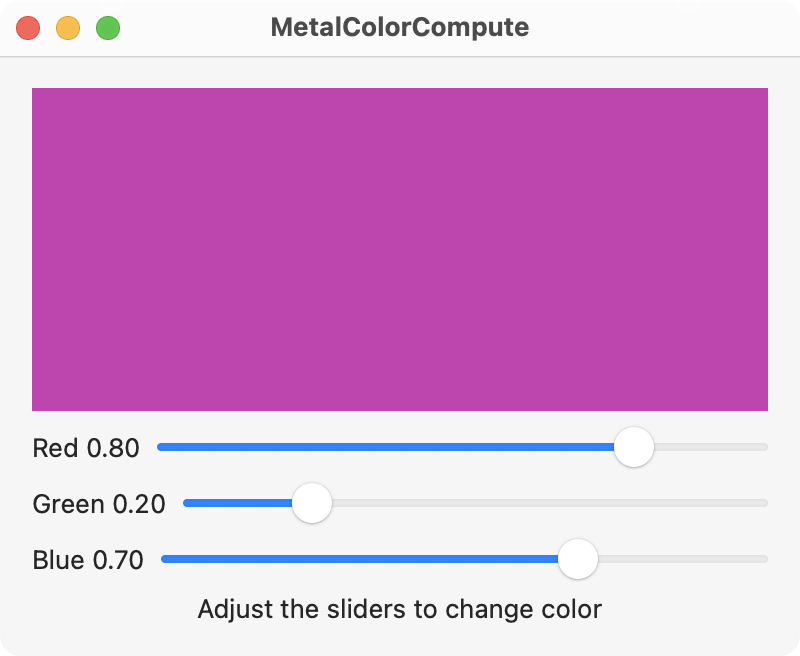 MetalColorCompute
Red 0.80
Green 0.20
Blue 0.70
Adjust the sliders to change color